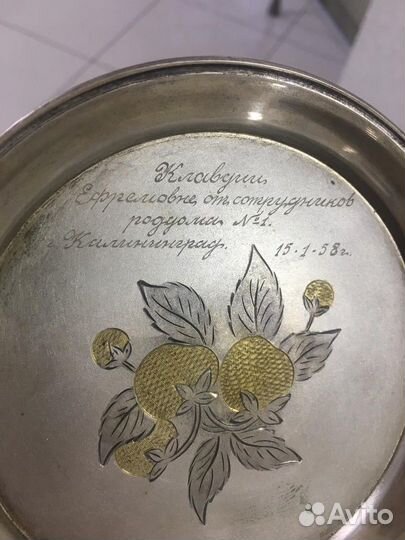 Клавдии
Ефремовне от сотрудников
роддома №1.
г. Калининград. 15-1-58г.
Avito